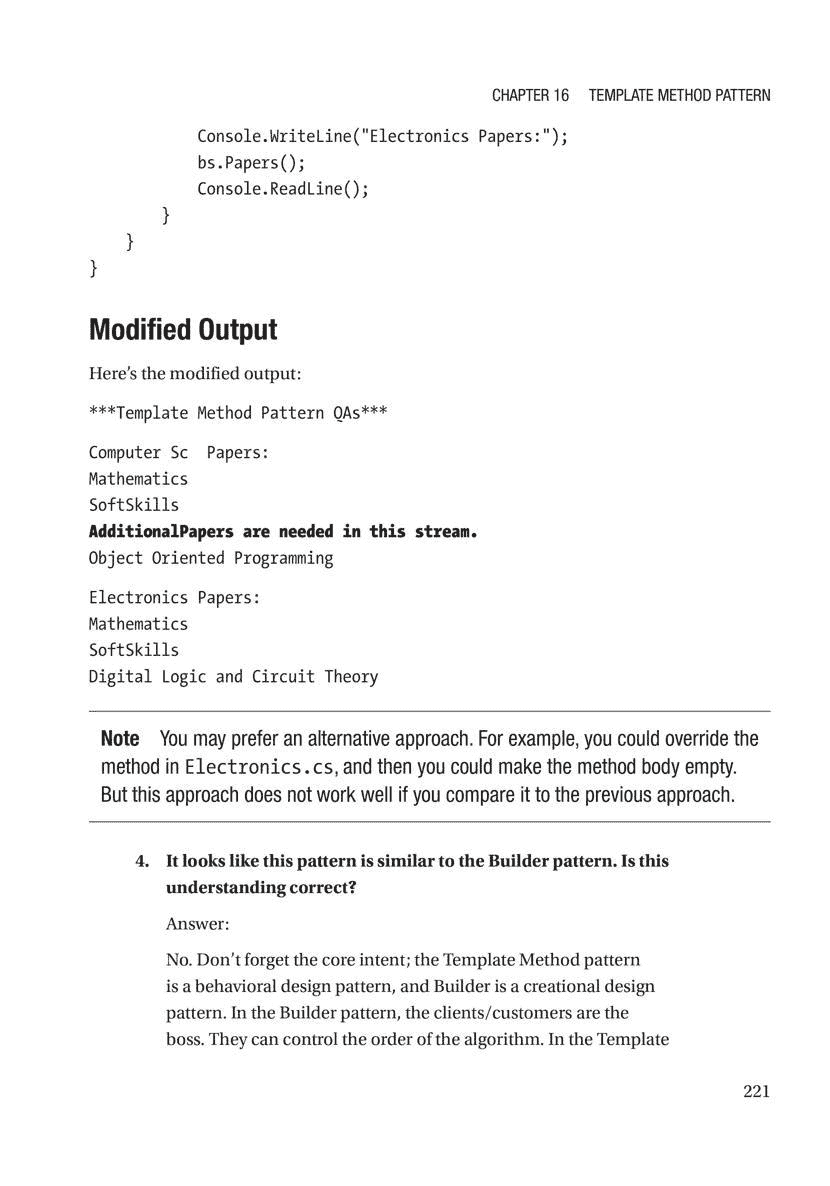 CHAPTER 16 TEMPLATE METHOD PATTERN
Console.WriteLine("Electronics Papers:");
bs.Papers();
Console.ReadLine();
}
}
}
Modified Output
Here’s the modified output:
***Template Method Pattern QAs***
Computer Sc  Papers:
Mathematics
SoftSkills
AdditionalPapers are needed in this stream.
Object Oriented Programming
Electronics Papers:
Mathematics
SoftSkills
Digital Logic and Circuit Theory
Note You may prefer an alternative approach. For example, you could override the
method in Electronics.cs, and then you could make the method body empty.
But this approach does not work well if you compare it to the previous approach.
4. It looks like this pattern is similar to the Builder pattern. Is this
understanding correct?
Answer:
No. Don’t forget the core intent; the Template Method pattern
is a behavioral design pattern, and Builder is a creational design
pattern. In the Builder pattern, the clients/customers are the
boss. They can control the order of the algorithm. In the Template
221